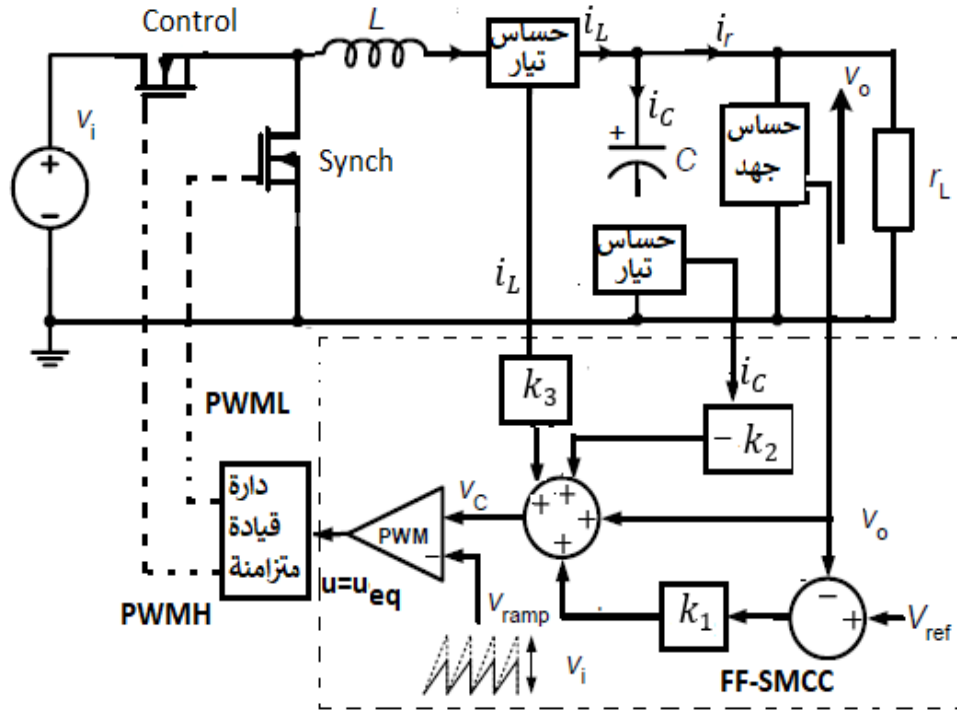 Control
L
حساس
تيار
i_L
i_r
V_i
+
−
Synch
i_C
+
C
حساس
جهد
V_o
r_L
حساس
تيار
i_L
i_C
k_3
− k_2
PWML
V_C
+
+
+
+
V_o
دارة
قيادة
متزامنة
PWM
−
u=u_eq
PWMH
V_ramp
V_i
k_1
−
+
V_ref
FF-SMCC